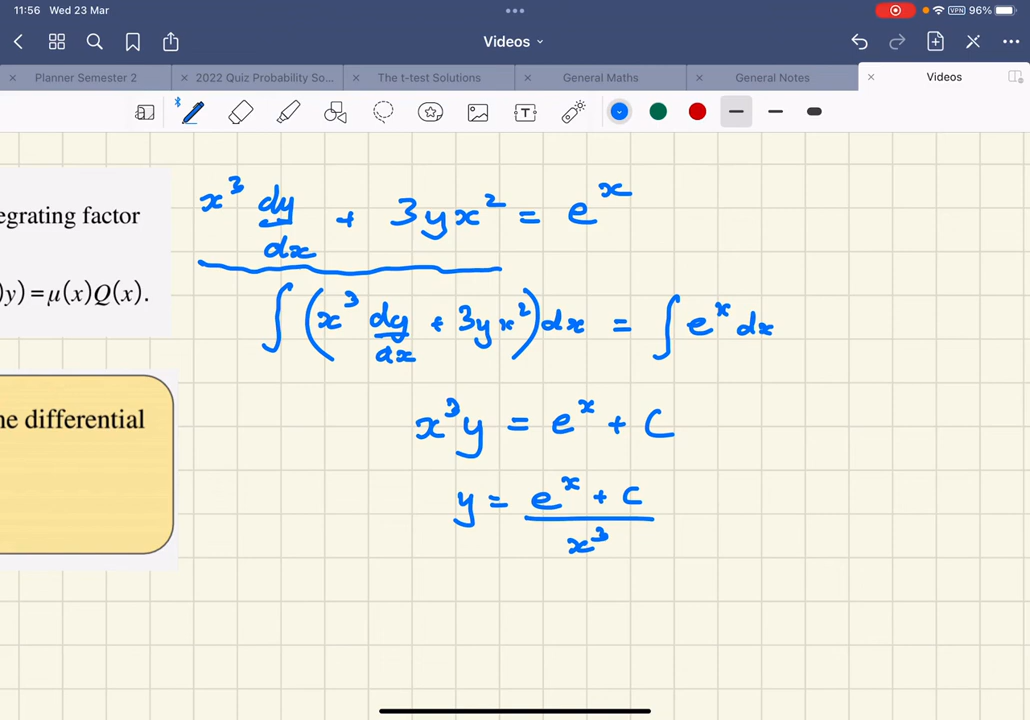 11:56 Wed 23 Mar
VPN 96%
Videos
Planner Semester 2
2022 Quiz Probability So...
The t-test Solutions
General Maths
General Notes
Videos
T
egrating factor
)y) = μ(x)Q(x).
ne differential
x³ dy/dx + 3yx² = eˣ
∫(x³ dy/dx + 3yx²)dx = ∫eˣ dx
x³y = eˣ + C
y = (eˣ + C)/x³